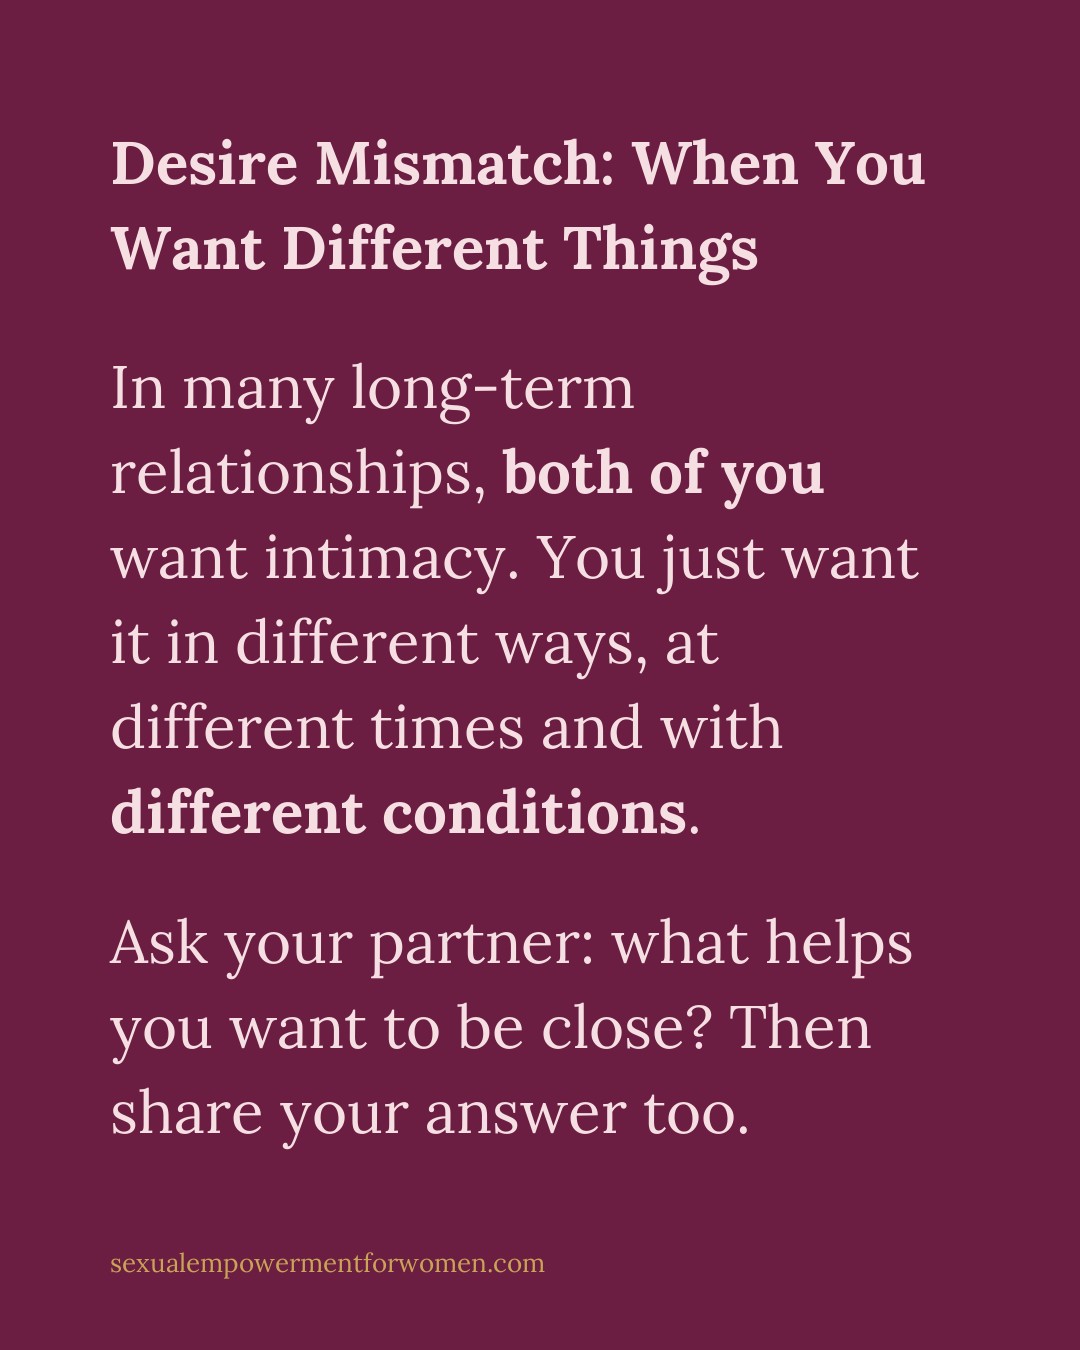 Desire Mismatch: When You
Want Different Things
In many long-term
relationships, both of you
want intimacy. You just want
it in different ways, at
different times and with
different conditions.
Ask your partner: what helps
you want to be close? Then
share your answer too.
sexualempowermentforwomen.com